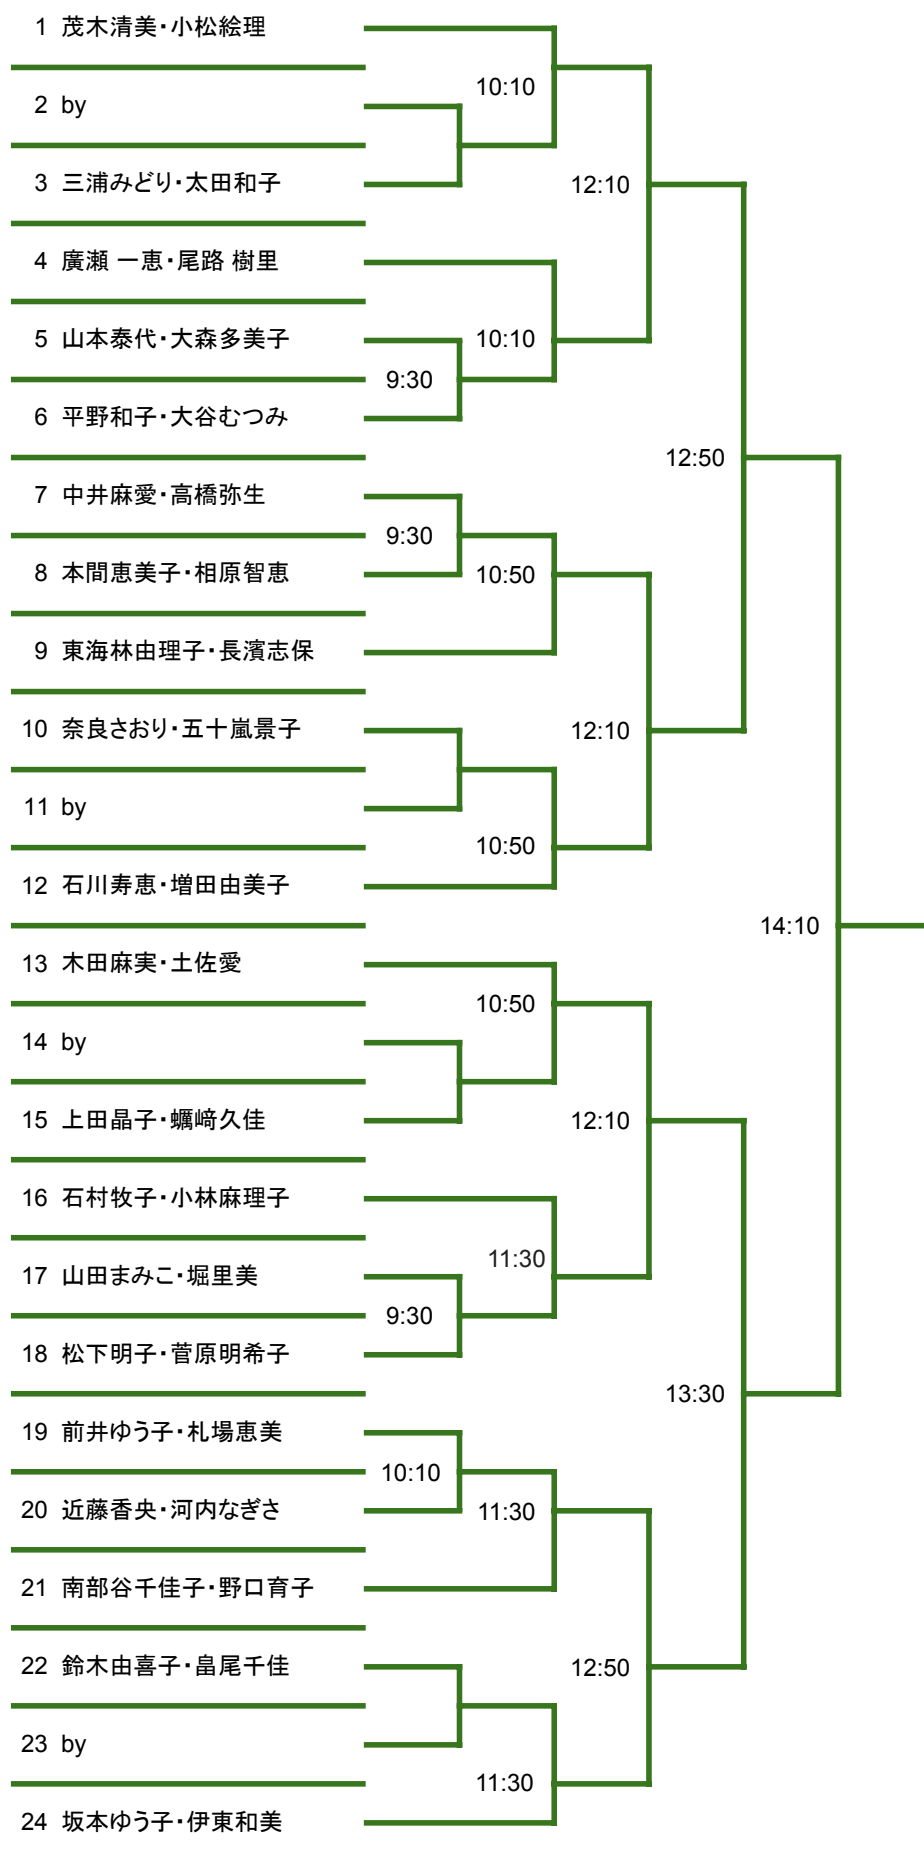 1 茂木清美・小松絵理
10:10
2 by
3 三浦みどり・太田和子
12:10
4 廣瀬 一恵・尾路 樹里
5 山本泰代・大森多美子
10:10
9:30
6 平野和子・大谷むつみ
12:50
7 中井麻愛・高橋弥生
9:30
8 本間恵美子・相原智恵
10:50
9 東海林由理子・長濱志保
10 奈良さおり・五十嵐景子
12:10
11 by
10:50
12 石川寿恵・増田由美子
14:10
13 木田麻実・土佐愛
10:50
14 by
15 上田晶子・蠣﨑久佳
12:10
16 石村牧子・小林麻理子
11:30
17 山田まみこ・堀里美
9:30
18 松下明子・菅原明希子
13:30
19 前井ゆう子・札場恵美
10:10
20 近藤香央・河内なぎさ
11:30
21 南部谷千佳子・野口育子
22 鈴木由喜子・畠尾千佳
12:50
23 by
11:30
24 坂本ゆう子・伊東和美